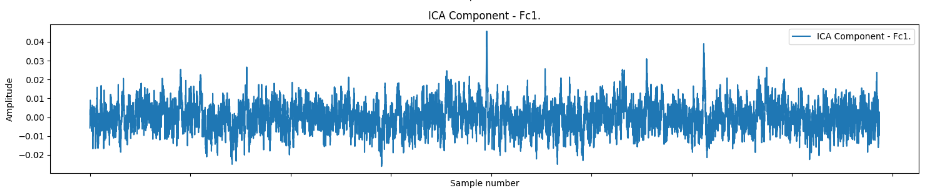 ICA Component - Fc1.
ICA Component - Fc1.
0.04
0.03
0.02
0.01
0.00
−0.01
−0.02
Amplitude
Sample number